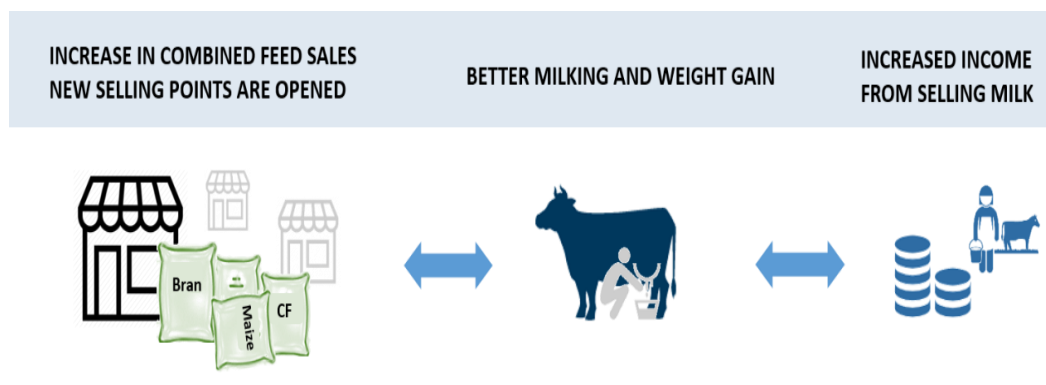 INCREASE IN COMBINED FEED SALES
NEW SELLING POINTS ARE OPENED
BETTER MILKING AND WEIGHT GAIN
INCREASED INCOME
FROM SELLING MILK
Bran
Maize
CF